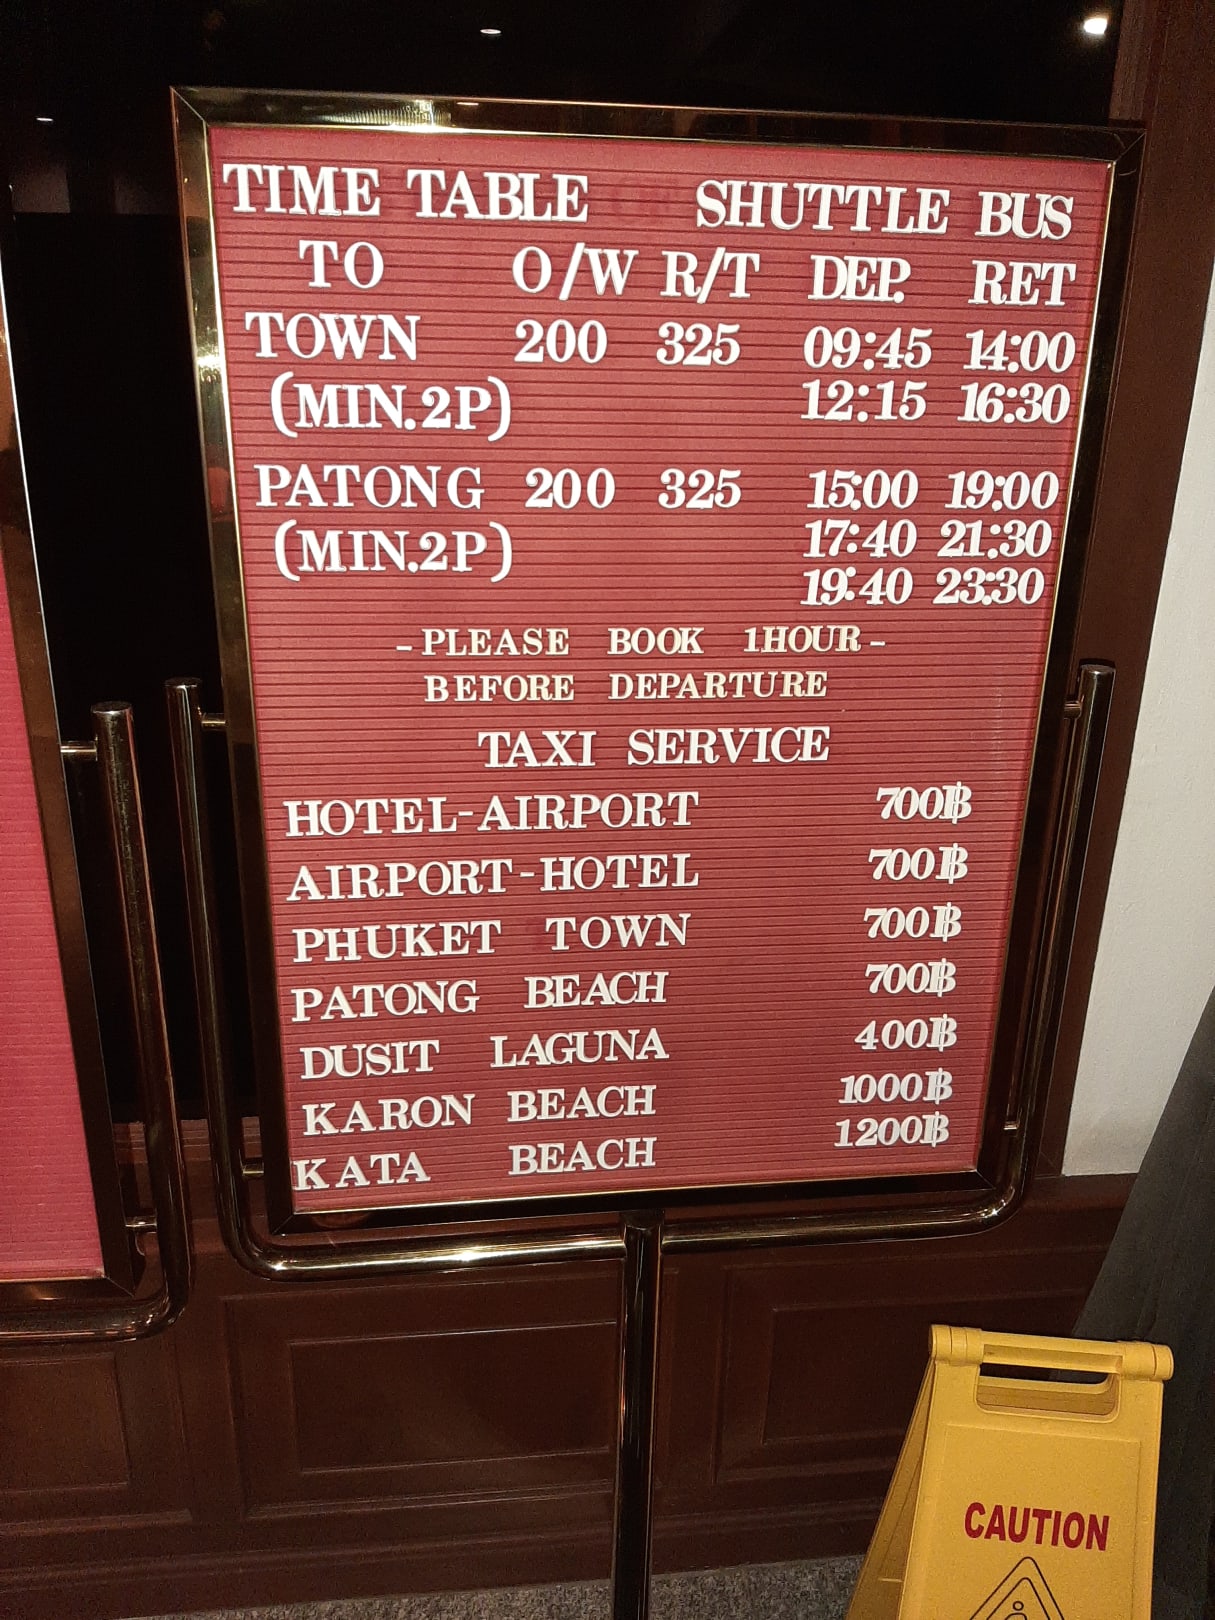 TIME TABLE SHUTTLE BUS
TO O/W R/T DEP. RET
TOWN 200 325 09:45 14:00
(MIN.2P) 12:15 16:30
PATONG 200 325 15:00 19:00
(MIN.2P) 17:40 21:30
19:40 23:30
-PLEASE BOOK 1HOUR-
BEFORE DEPARTURE
TAXI SERVICE
HOTEL-AIRPORT 700฿
AIRPORT-HOTEL 700฿
PHUKET TOWN 700฿
PATONG BEACH 700฿
DUSIT LAGUNA 400฿
KARON BEACH 1000฿
KATA BEACH 1200฿
CAUTION